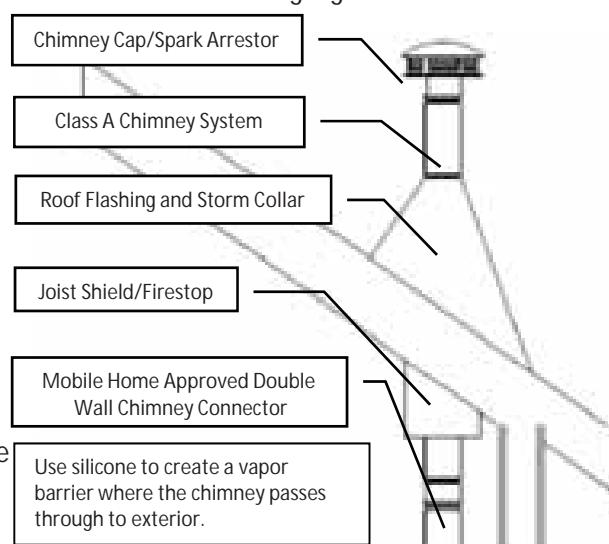 Chimney Cap/Spark Arrestor
Class A Chimney System
Roof Flashing and Storm Collar
Joist Shield/Firestop
Mobile Home Approved Double
Wall Chimney Connector
Use silicone to create a vapor
barrier where the chimney passes
through to exterior.